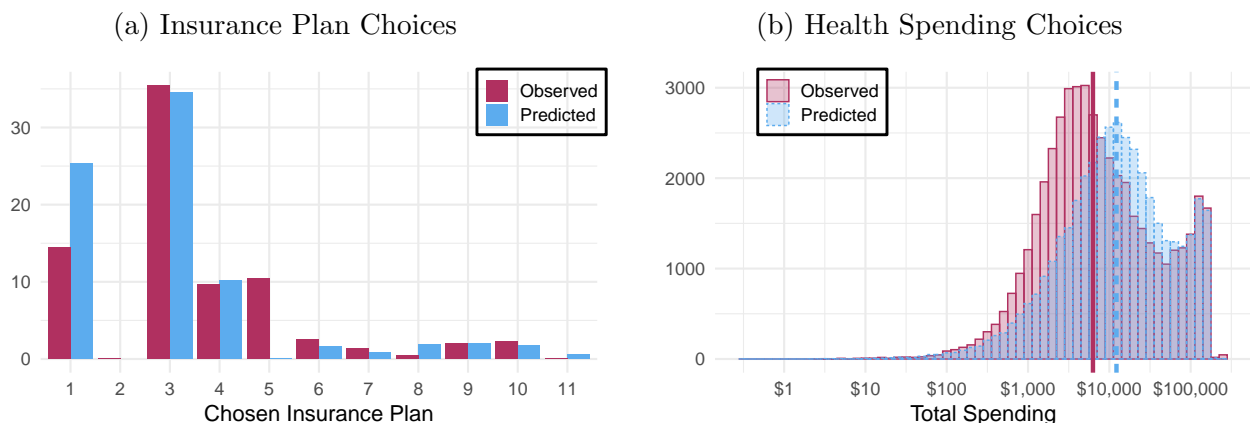 (a) Insurance Plan Choices
Observed
Predicted
30
20
10
0
1 2 3 4 5 6 7 8 9 10 11
Chosen Insurance Plan
(b) Health Spending Choices
Observed
Predicted
3000
2000
1000
0
$1 $10 $100 $1,000 $10,000 $100,000
Total Spending